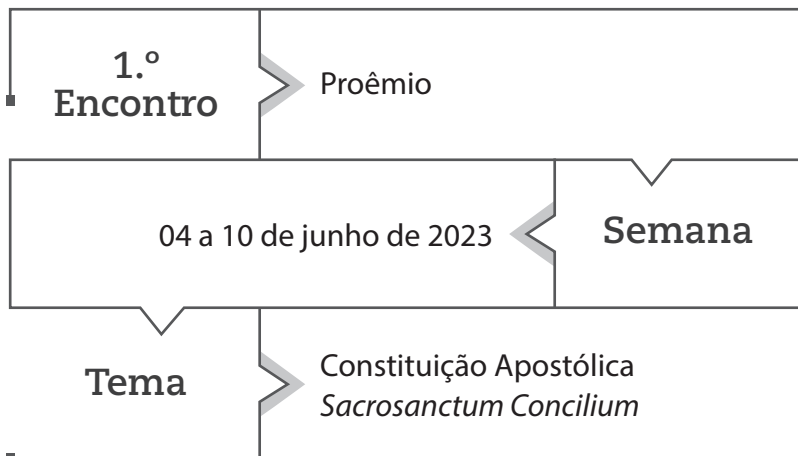 1.º
Encontro
Proêmio
04 a 10 de junho de 2023
Semana
Tema
Constituição Apostólica
Sacrosanctum Concilium